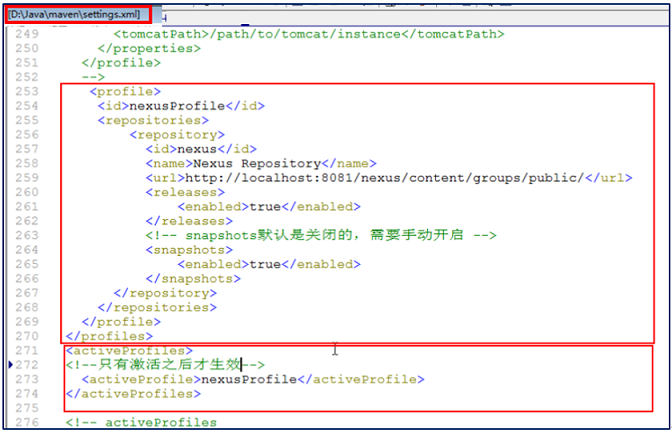 [D:\Java\maven\settings.xml]
249 <tomcatPath>/path/to/tomcat/instance</tomcatPath>
250 </properties>
251 </profile>
252 -->
253 <profile>
254 <id>nexusProfile</id>
255 <repositories>
256 <repository>
257 <id>nexus</id>
258 <name>Nexus Repository</name>
259 <url>http://localhost:8081/nexus/content/groups/public/</url>
260 <releases>
261 <enabled>true</enabled>
262 </releases>
263 <!-- snapshots默认是关闭的，需要手动开启 -->
264 <snapshots>
265 <enabled>true</enabled>
266 </snapshots>
267 </repository>
268 </repositories>
269 </profile>
270 </profiles>
271 <activeProfiles>
272 <!--只有激活之后才生效-->
273 <activeProfile>nexusProfile</activeProfile>
274 </activeProfiles>
275
276 <!-- activeProfiles